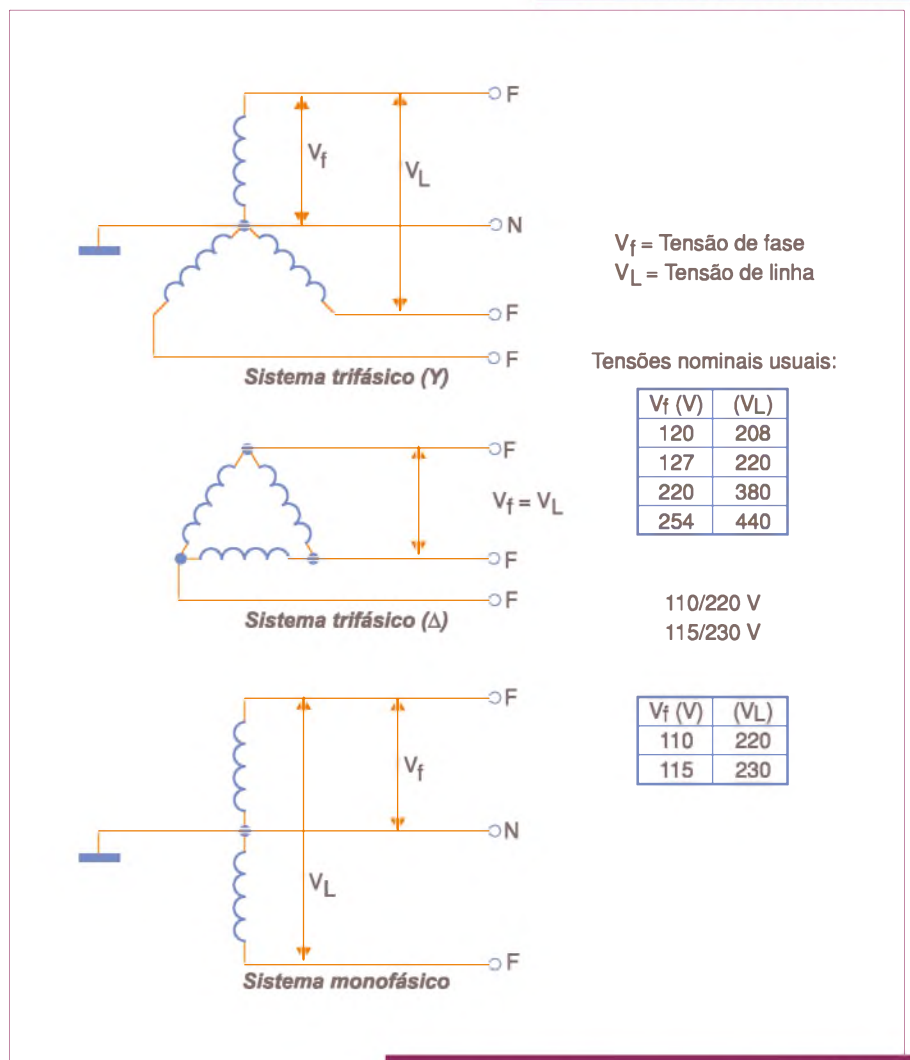 F
Vf
VL
N
F
F
Sistema trifásico (Y)
Vf = Tensão de fase
VL = Tensão de linha
Tensões nominais usuais:
Vf (V) (VL)
120 208
127 220
220 380
254 440
F
Vf = VL
F
F
Sistema trifásico (Δ)
110/220 V
115/230 V
F
Vf
N
VL
F
Sistema monofásico
Vf (V) (VL)
110 220
115 230